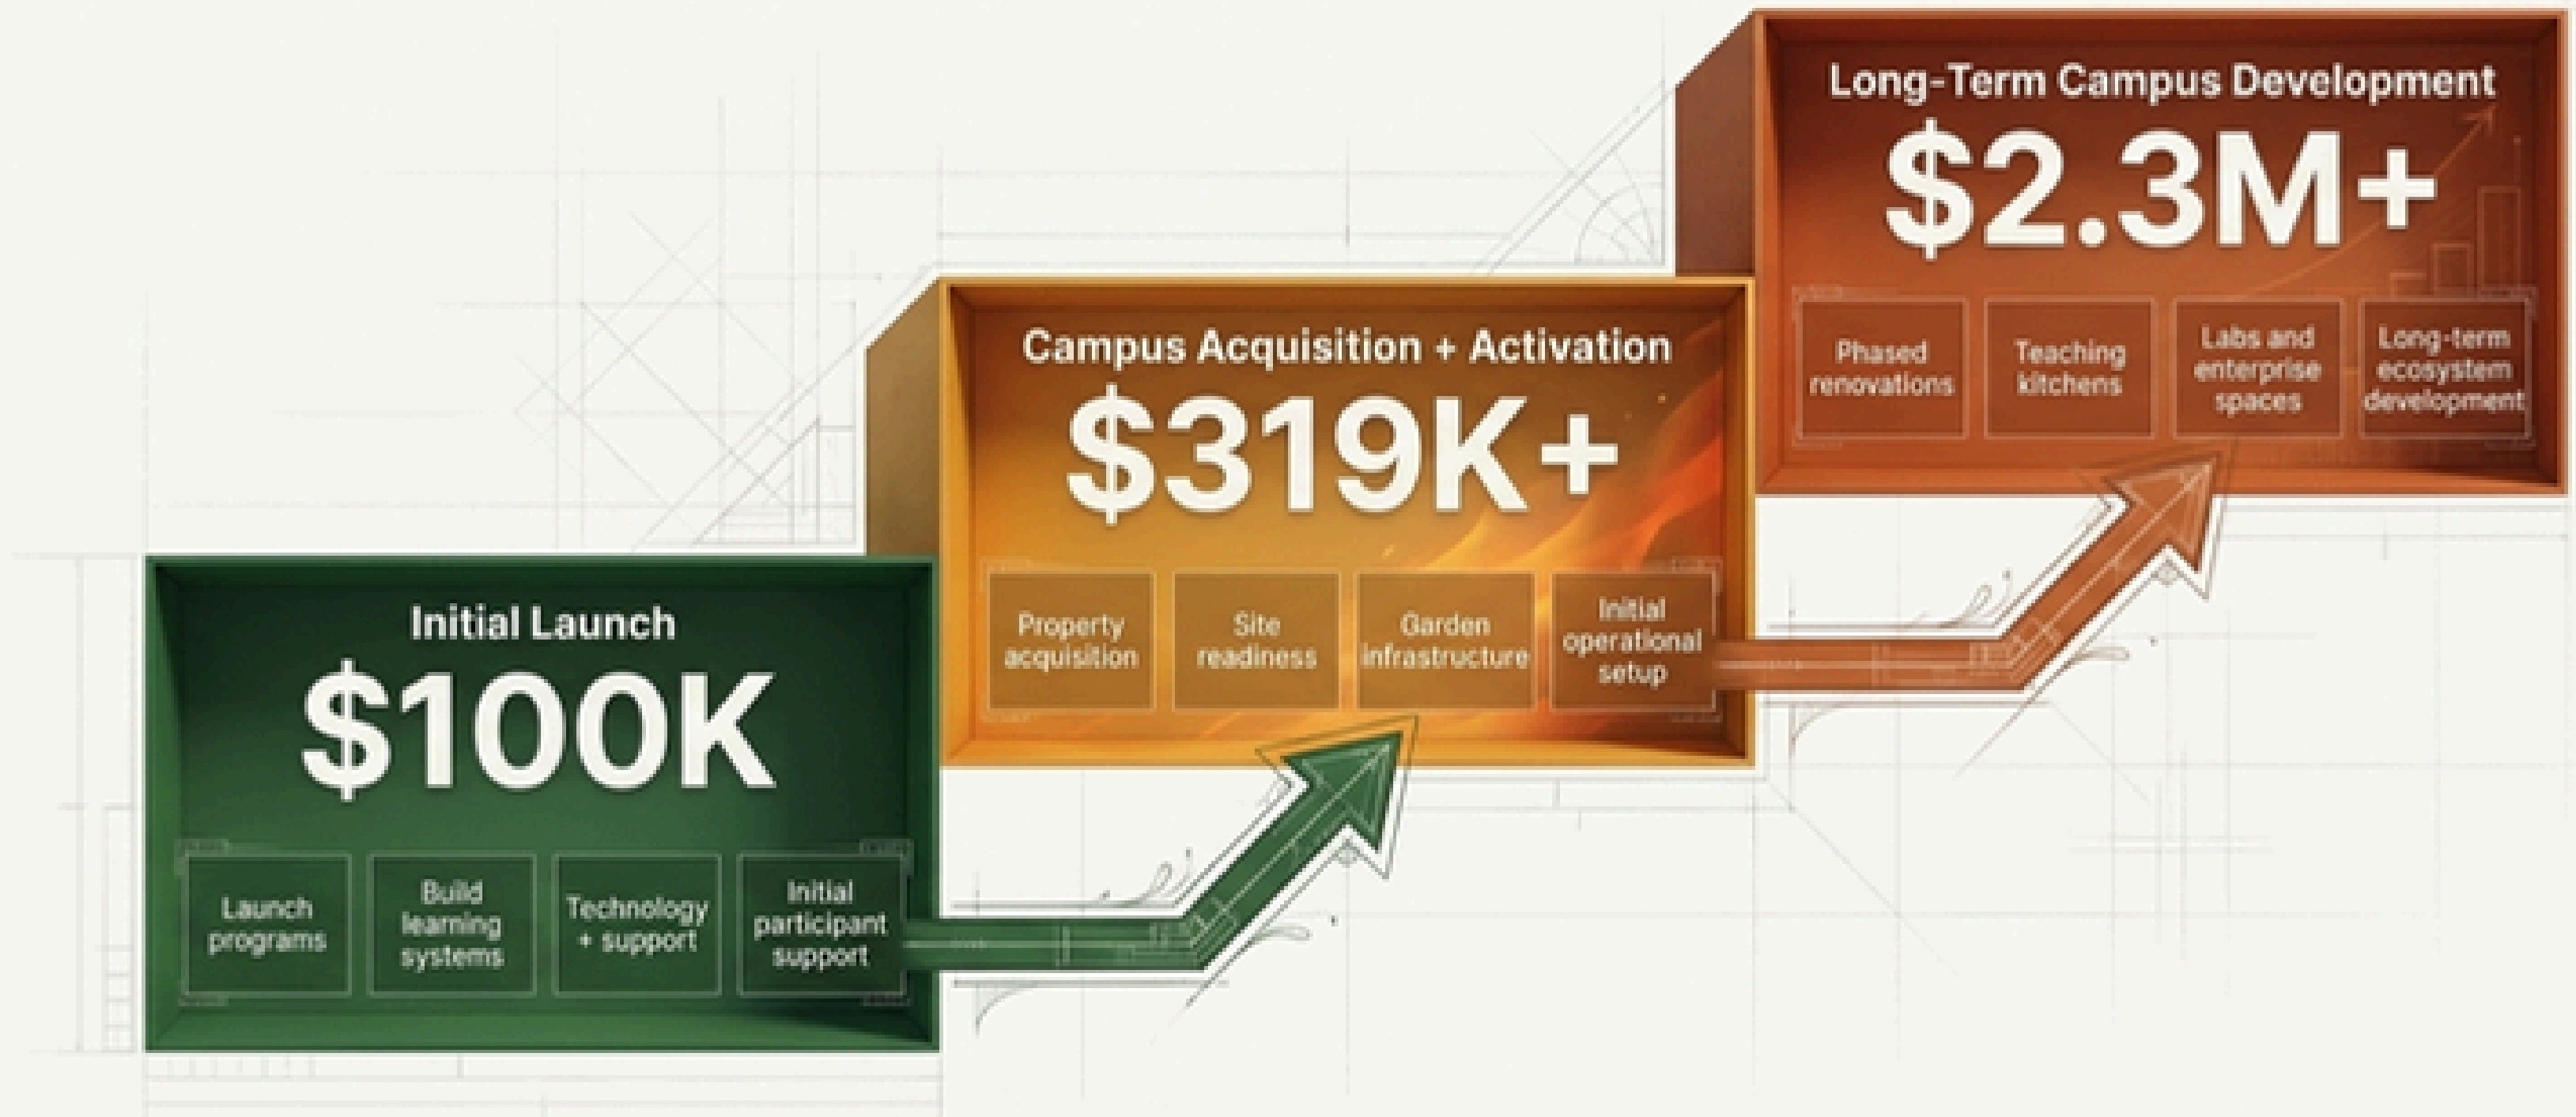 Long-Term Campus Development
$2.3M+
Phased
renovations
Teaching
kitchens
Labs and
enterprise
spaces
Long-term
ecosystem
development
Campus Acquisition + Activation
$319K+
Property
acquisition
Site
readiness
Garden
infrastructure
Initial
operational
setup
Initial Launch
$100K
Launch
programs
Build
learning
systems
Technology
+ support
Initial
participant
support